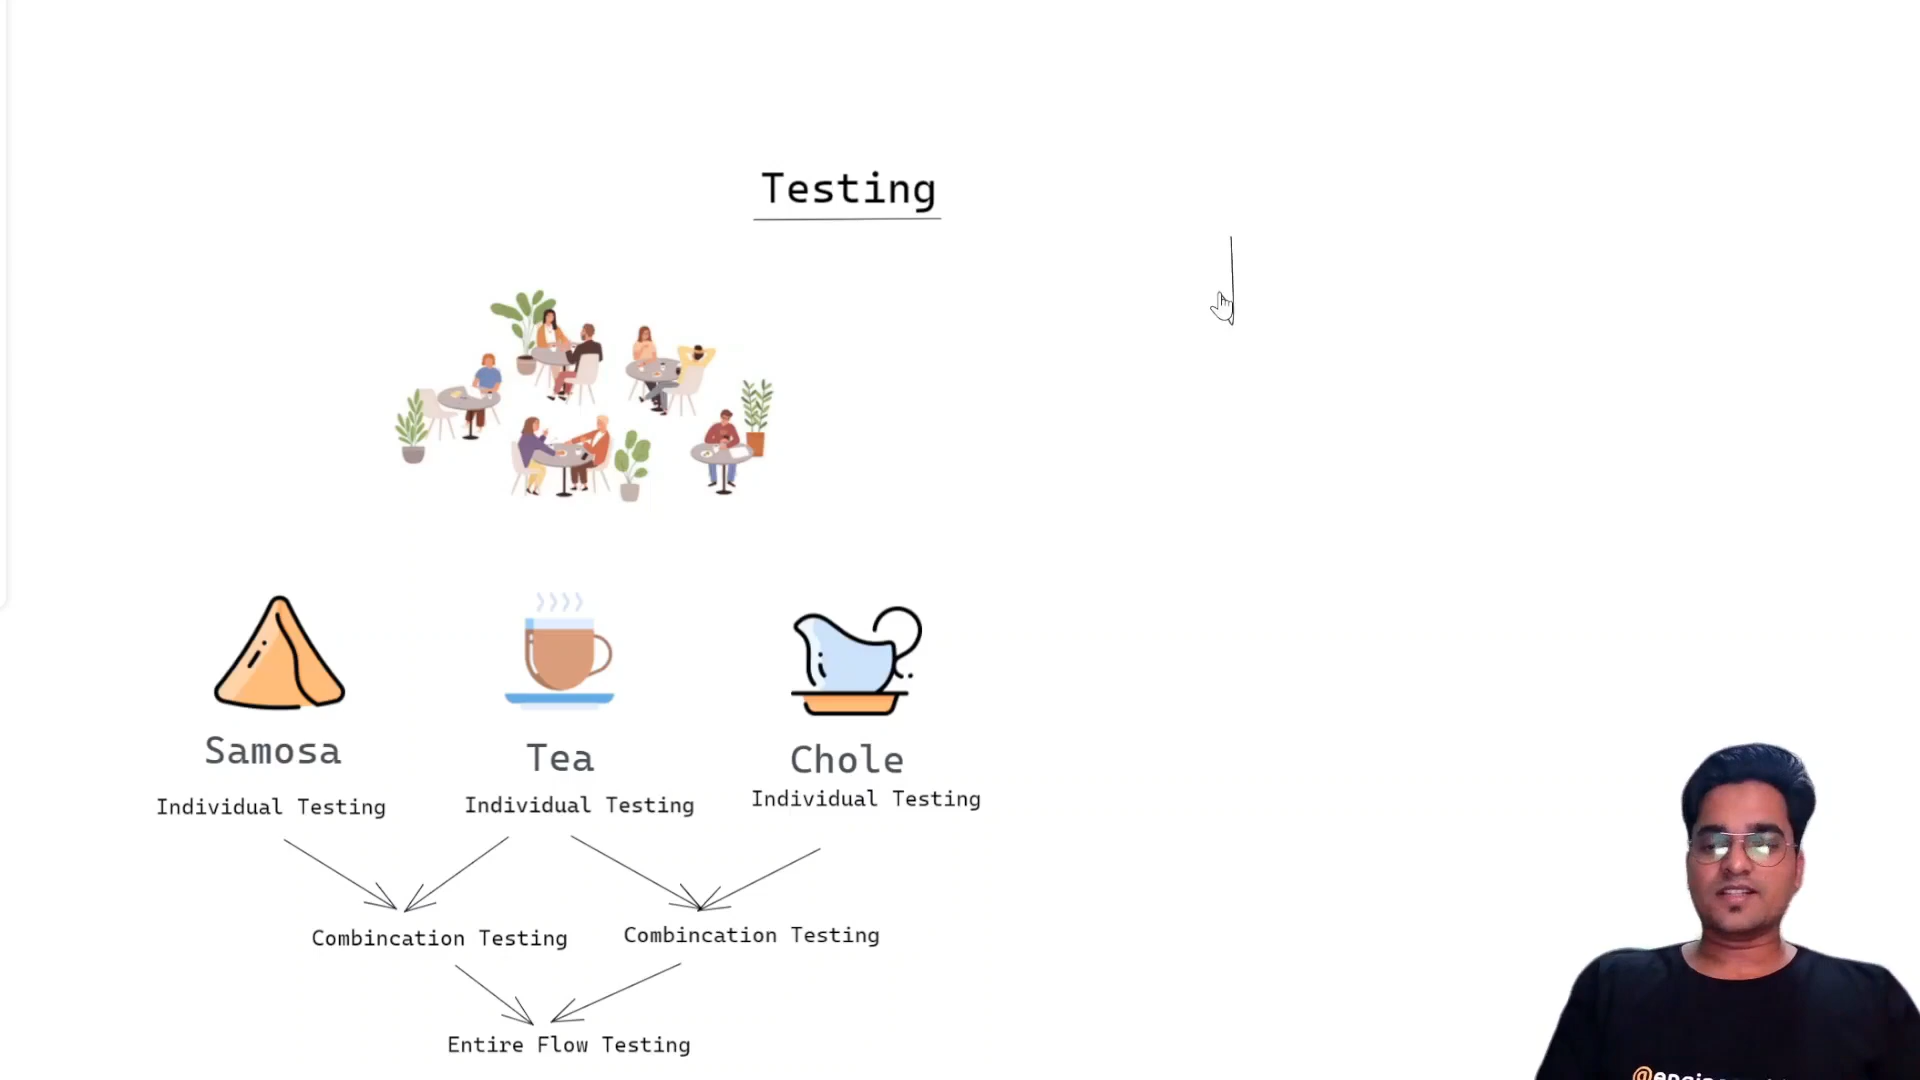 Testing
Samosa
Tea
Chole
Individual Testing
Individual Testing
Individual Testing
Combincation Testing
Combincation Testing
Entire Flow Testing